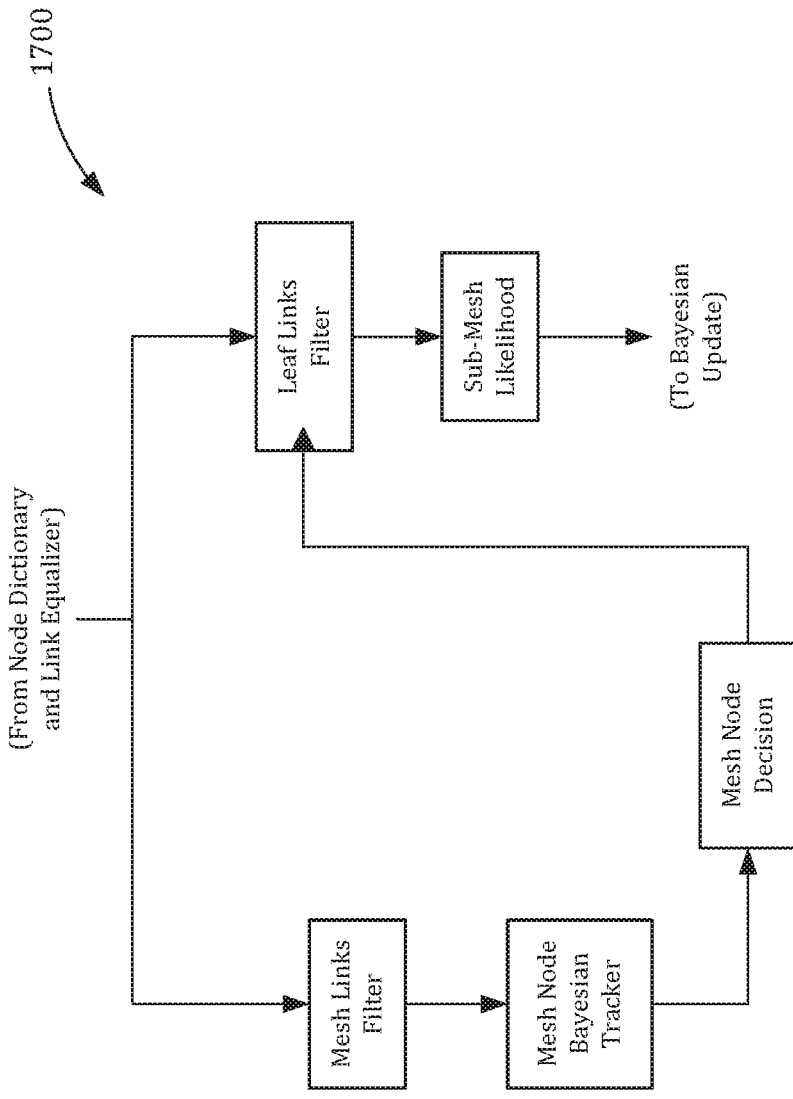 1700
(From Node Dictionary
and Link Equalizer)
Mesh Links
Filter
Mesh Node
Bayesian
Tracker
Mesh Node
Decision
Leaf Links
Filter
Sub-Mesh
Likelihood
(To Bayesian
Update)